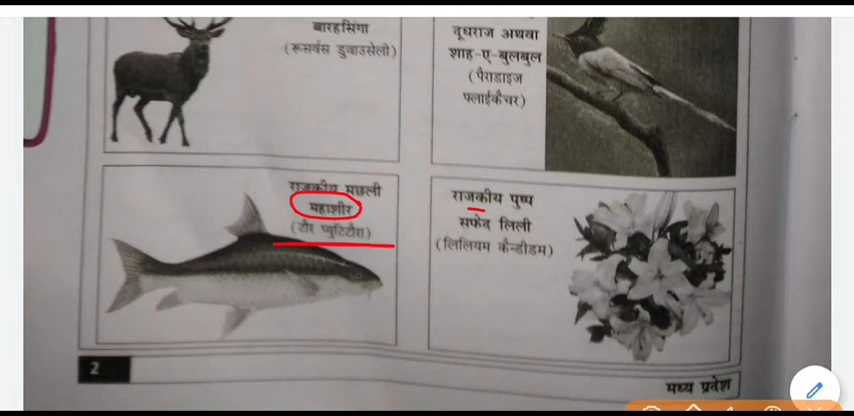 बारहसिंगा
(रूसर्वस डुवाउसेली)
दूधराज अथवा
शाह-ए-बुलबुल
(पैराडाइज
फ्लाईकैचर)
राजकीय मछली
महाशीर
(टौर प्युटिटौरा)
राजकीय पुष्प
सफेद लिली
(लिलियम कैन्डीडम)
2
मध्य प्रदेश